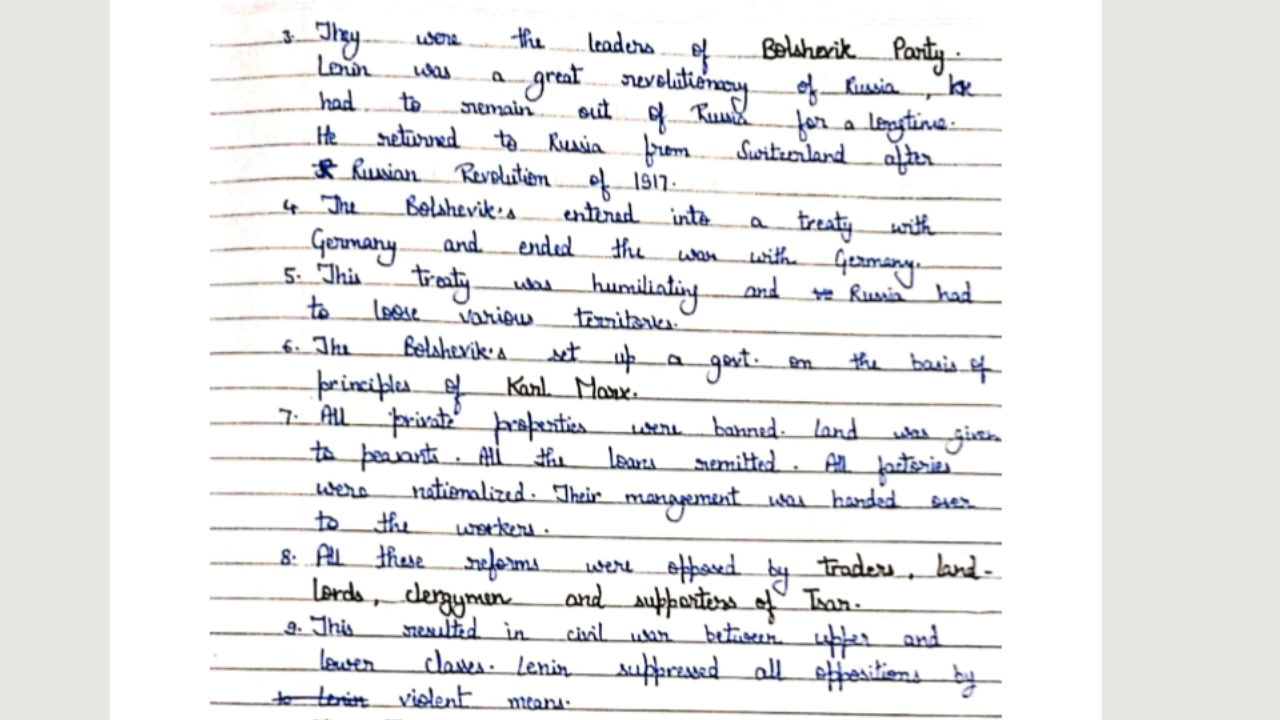 3. They were the leaders of Bolshevik Party.
Lenin was a great revolutionary of Russia, he
had to remain out of Russia for a longtime.
He returned to Russia from Switzerland after
Russian Revolution of 1917.
4. The Bolshevik's entered into a treaty with
Germany and ended the war with Germany.
5. This treaty was humiliating and Russia had
to loose various territories.
6. The Bolshevik's set up a govt. on the basis of
principles of Karl Marx.
7. All private properties were banned. Land was given
to peasants. All the loans remitted. All factories
were nationalized. Their management was handed over
to the workers.
8. All these reforms were opposed by traders, land-
lords, clergymen and supporters of Tsar.
9. This resulted in civil war between upper and
lower classes. Lenin suppressed all oppositions by
to Lenin violent means.